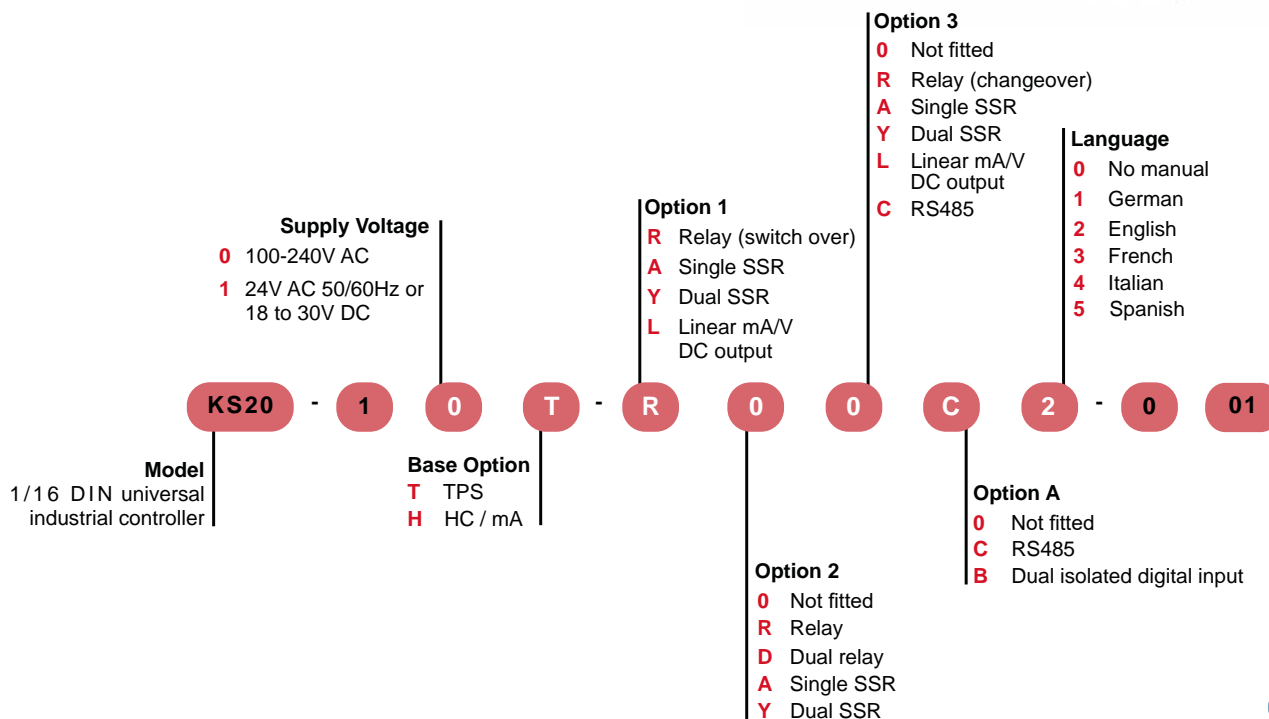 Option 3
0 Not fitted
R Relay (changeover)
A Single SSR
Y Dual SSR
L Linear mA/V
DC output
C RS485
Language
0 No manual
1 German
2 English
3 French
4 Italian
5 Spanish
Option 1
R Relay (switch over)
A Single SSR
Y Dual SSR
L Linear mA/V
DC output
Supply Voltage
0 100-240V AC
1 24V AC 50/60Hz or
18 to 30V DC
KS20 - 1 0 T - R 0 0 C 2 - 0 01
Model
1/16 DIN universal
industrial controller
Base Option
T TPS
H HC / mA
Option 2
0 Not fitted
R Relay
D Dual relay
A Single SSR
Y Dual SSR
Option A
0 Not fitted
C RS485
B Dual isolated digital input